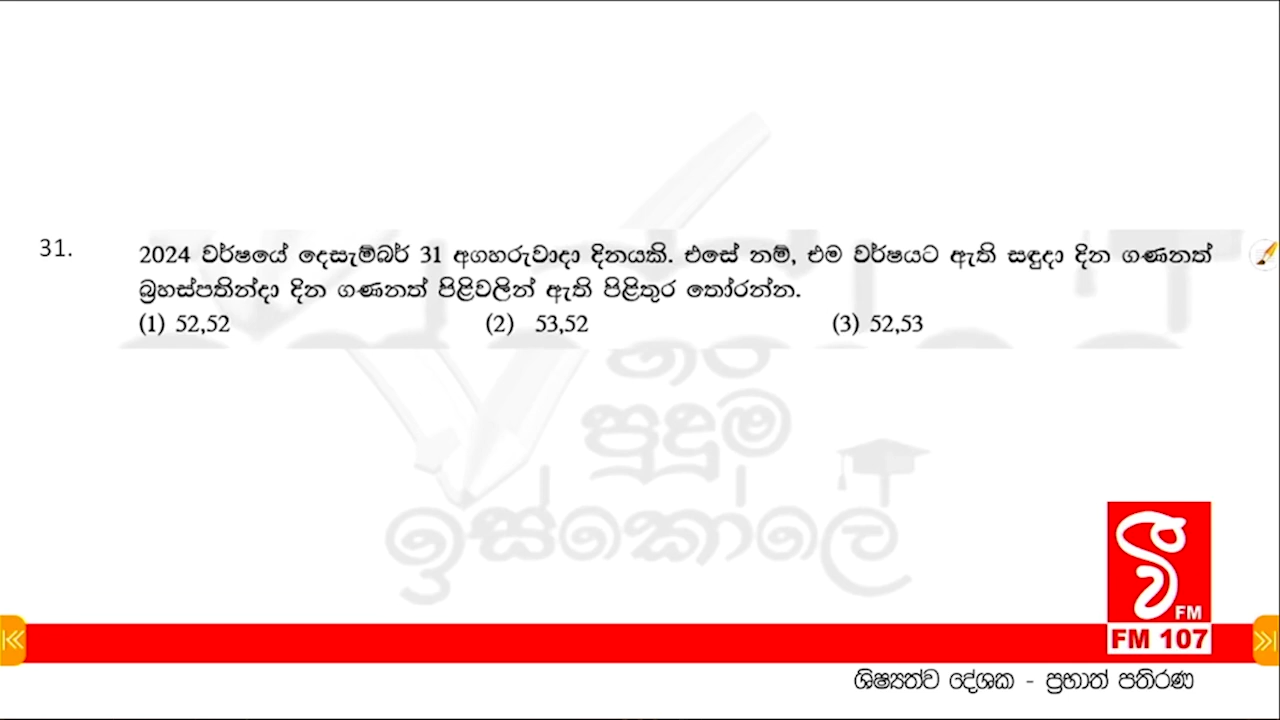 31.
2024 වර්ෂයේ දෙසැම්බර් 31 අඟහරුවාදා දිනයකි. එසේ නම්, එම වර්ෂයට ඇති සඳුදා දින ගණනත්
බ්‍රහස්පතින්දා දින ගණනත් පිළිවලින් ඇති පිළිතුර තෝරන්න.
(1) 52,52 (2) 53,52 (3) 52,53
හරි
පුදුම
ඉස්කෝලේ
වී
FM
FM 107
ශිෂ්‍යත්ව දේශක - ප්‍රභාත් පතිරණ